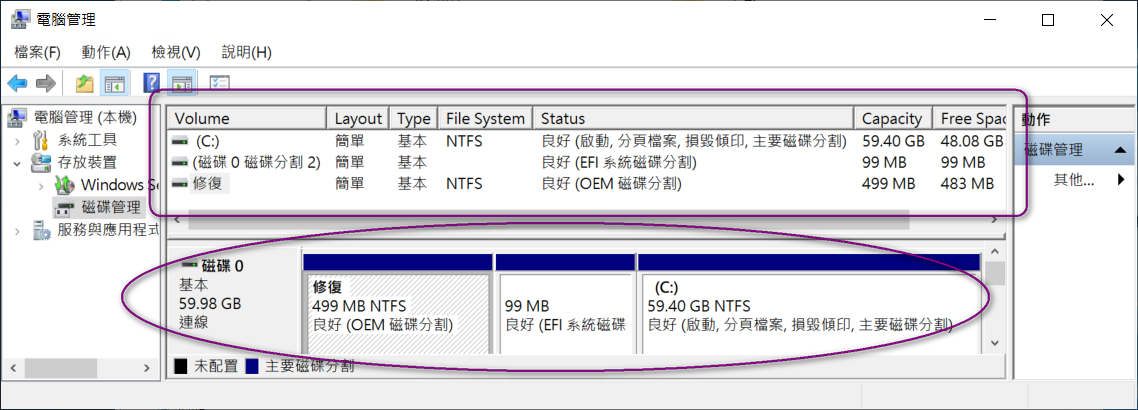 電腦管理
檔案(F) 動作(A) 檢視(V) 說明(H)
電腦管理 (本機)
系統工具
存放裝置
Windows Se
磁碟管理
服務與應用程式
Volume Layout Type File System Status Capacity Free Spac
(C:) 簡單 基本 NTFS 良好 (啟動, 分頁檔案, 損毀傾印, 主要磁碟分割) 59.40 GB 48.08 GB
(磁碟 0 磁碟分割 2) 簡單 基本 良好 (EFI 系統磁碟分割) 99 MB 99 MB
修復 簡單 基本 NTFS 良好 (OEM 磁碟分割) 499 MB 483 MB
磁碟 0
基本
59.98 GB
連線
修復
499 MB NTFS
良好 (OEM 磁碟分割)
99 MB
良好 (EFI 系統磁碟
(C:)
59.40 GB NTFS
良好 (啟動, 分頁檔案, 損毀傾印, 主要磁碟分割)
未配置 主要磁碟分割
動作
磁碟管理
其他...